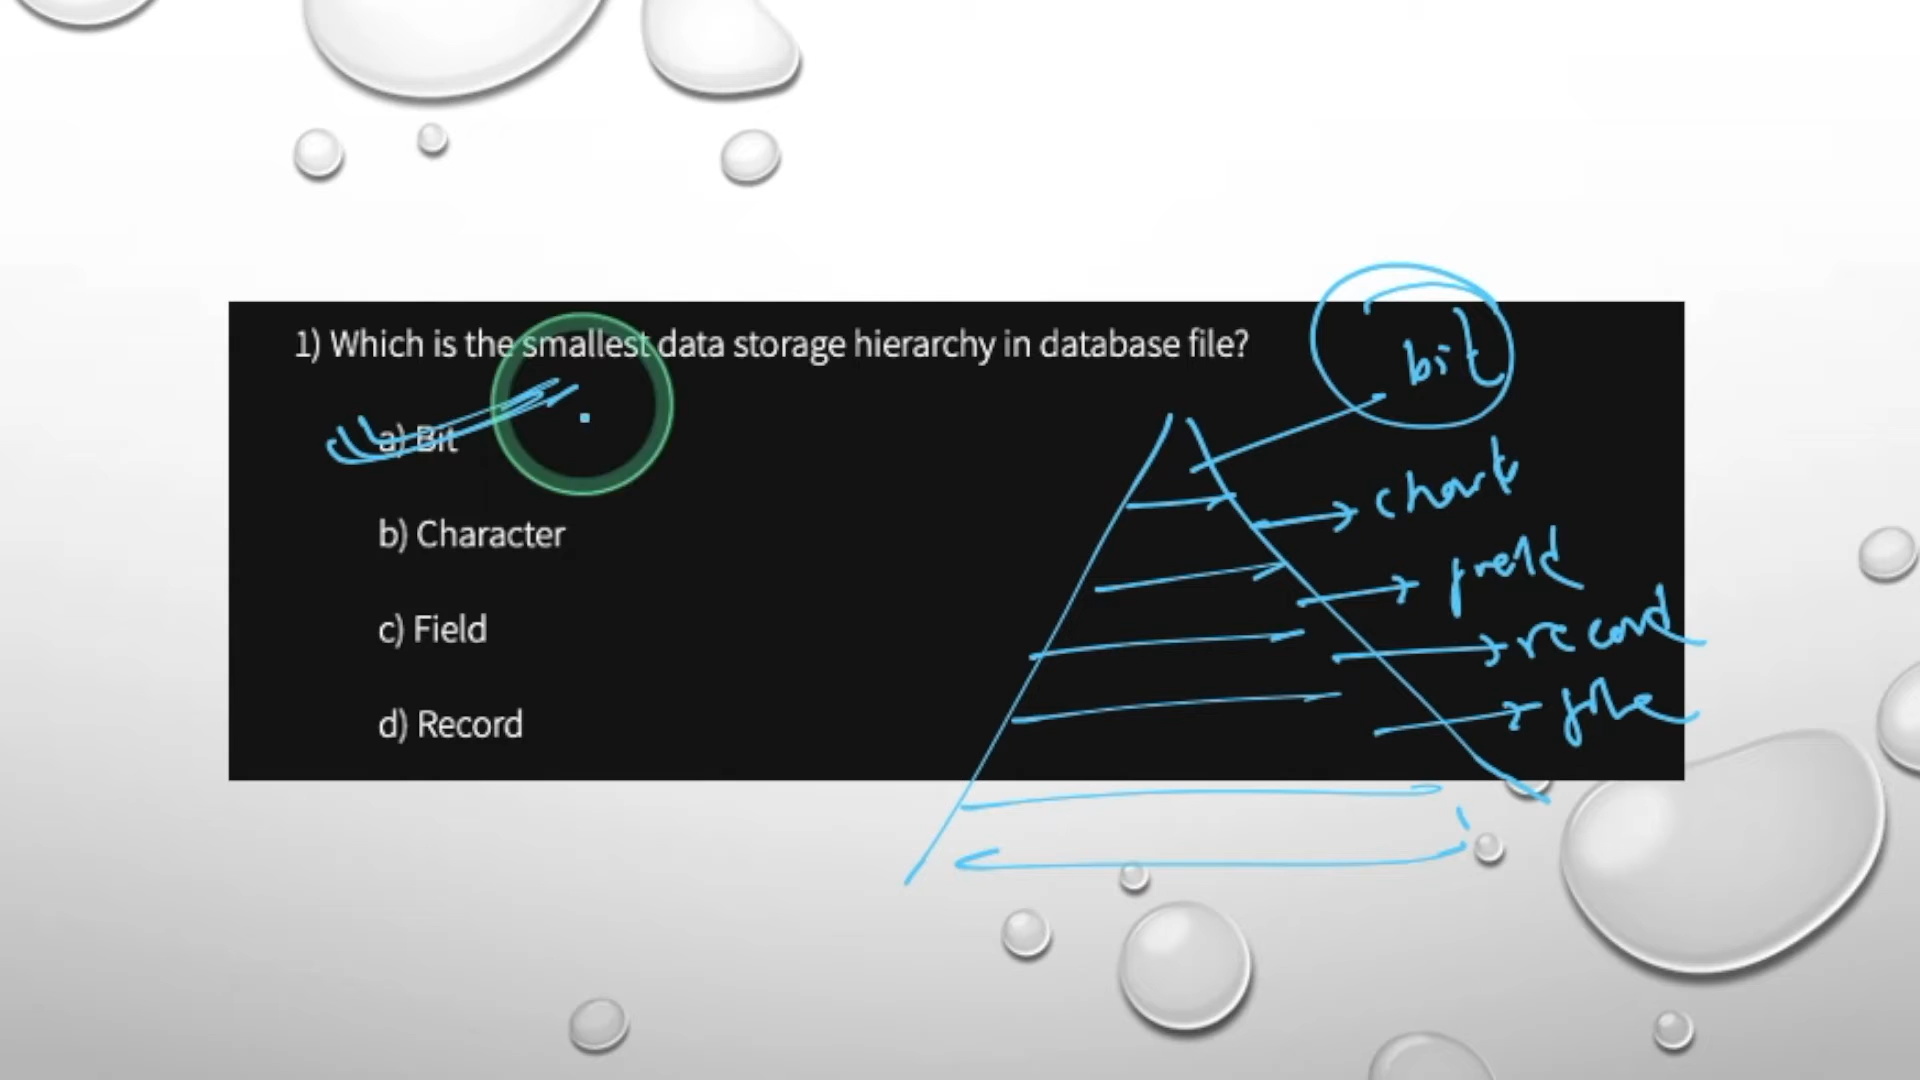 1) Which is the smallest data storage hierarchy in database file?
bit
a) Bit
chart
b) Character
field
c) Field
record
d) Record
file